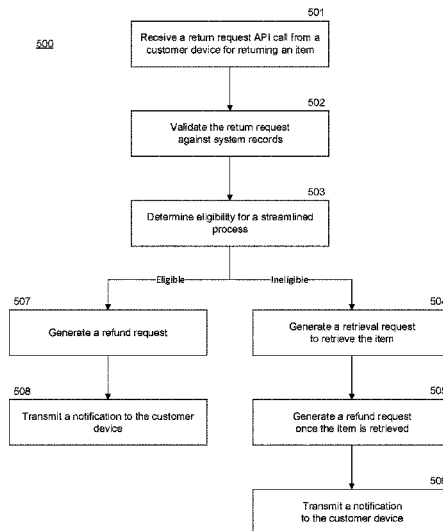 500
501
Receive a return request API call from a
customer device for returning an item
502
Validate the return request
against system records
503
Determine eligibility for a streamlined
process
Eligible
Ineligible
507
Generate a refund request
504
Generate a retrieval request
to retrieve the item
508
Transmit a notification to the customer
device
505
Generate a refund request
once the item is retrieved
506
Transmit a notification
to the customer device